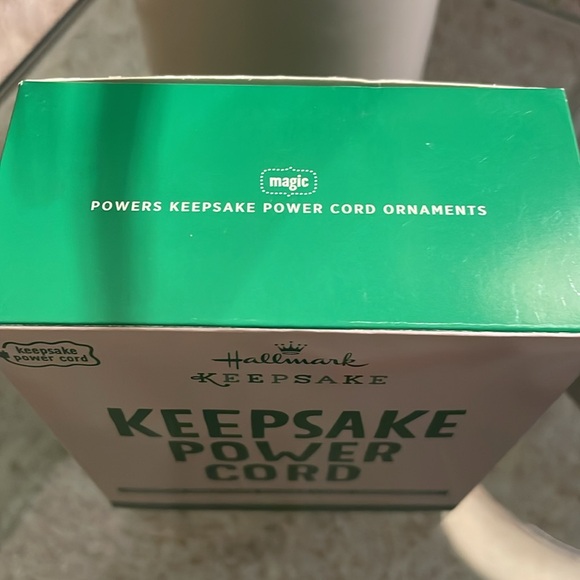 magic
POWERS KEEPSAKE POWER CORD ORNAMENTS
keepsake
power cord
Hallmark
KEEPSAKE
KEEPSAKE
POWER
CORD